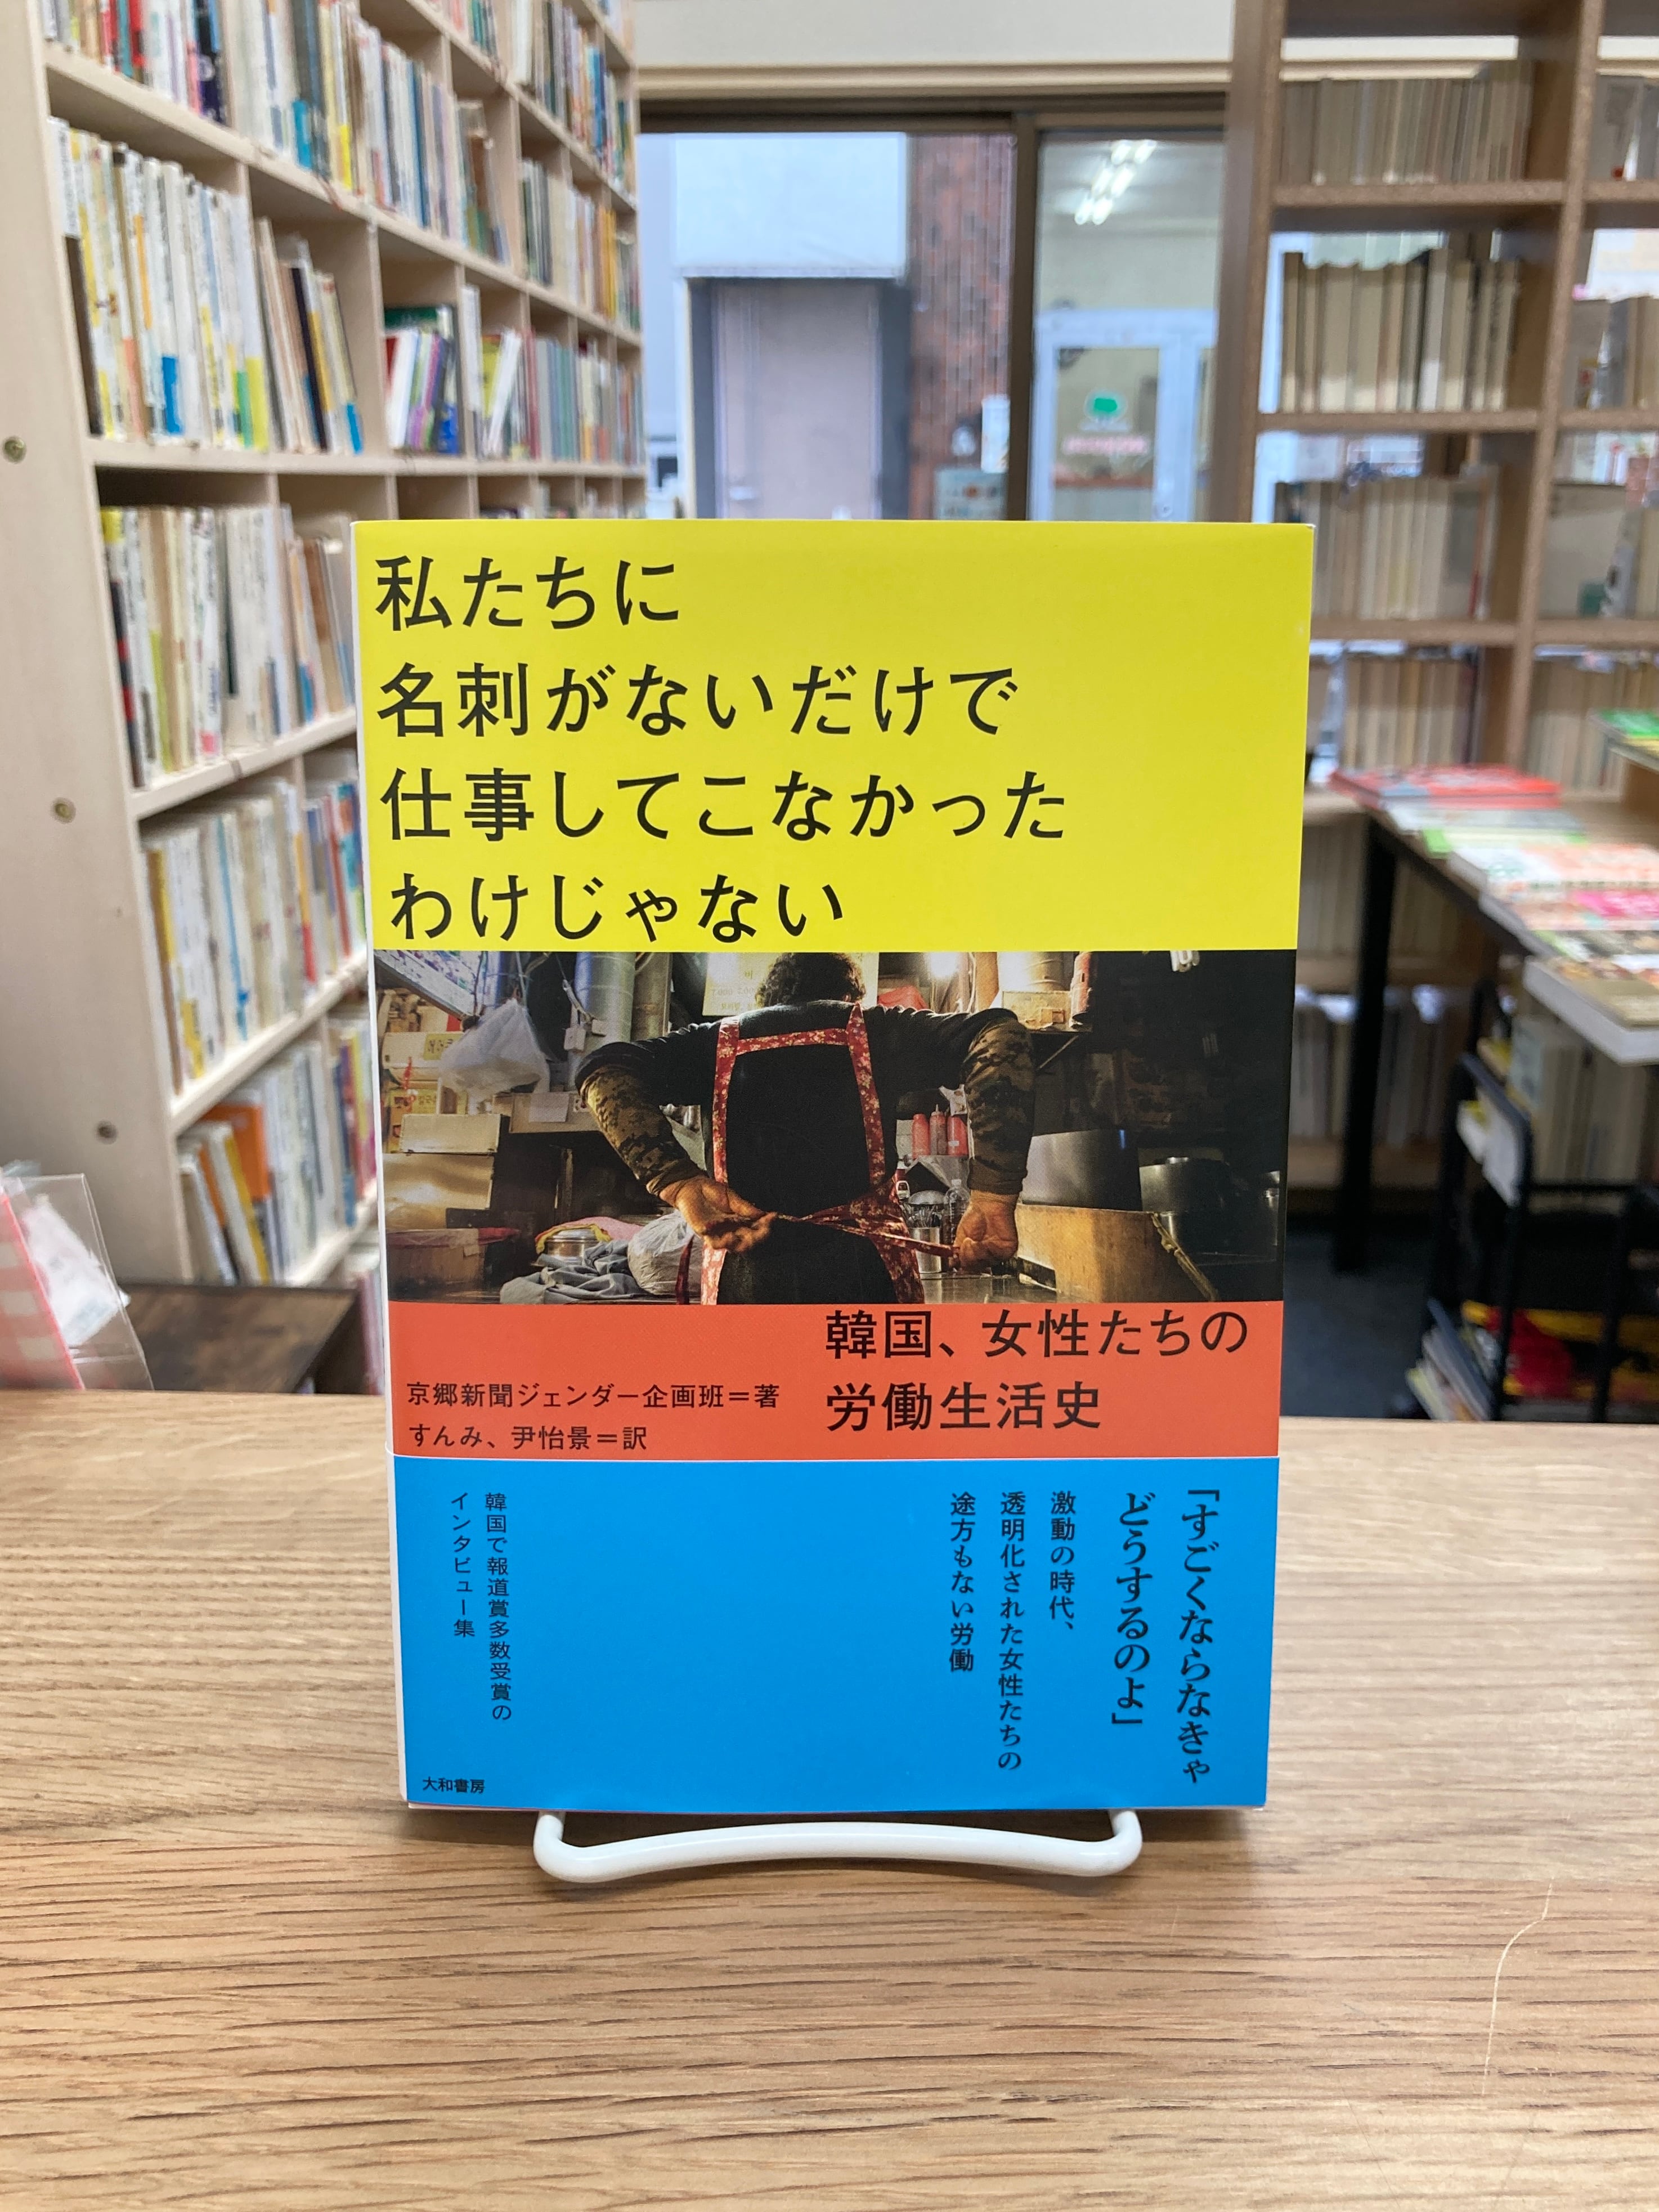 私たちに
名刺がないだけで
仕事してこなかった
わけじゃない
韓国、女性たちの
労働生活史
京郷新聞ジェンダー企画班＝著
すんみ、尹怡景＝訳
「すごくならなきゃ
どうするのよ」
激動の時代、
透明化された女性たちの
途方もない労働
韓国で報道賞多数受賞の
インタビュー集
大和書房